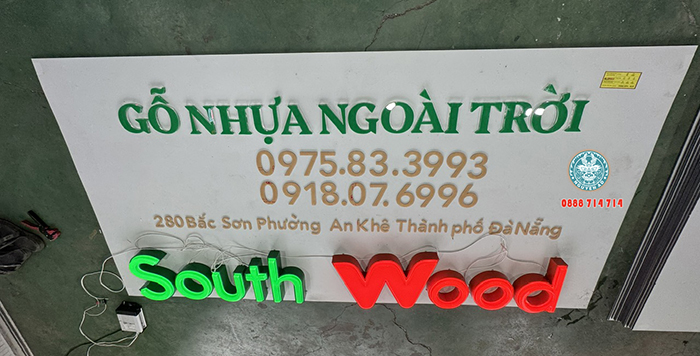 GỖ NHỰA NGOÀI TRỜI
0975.83.3993
0918.07.6996
0888 714 714
280 Bắc Sơn Phường An Khê Thành phố Đà Nẵng
South Wood